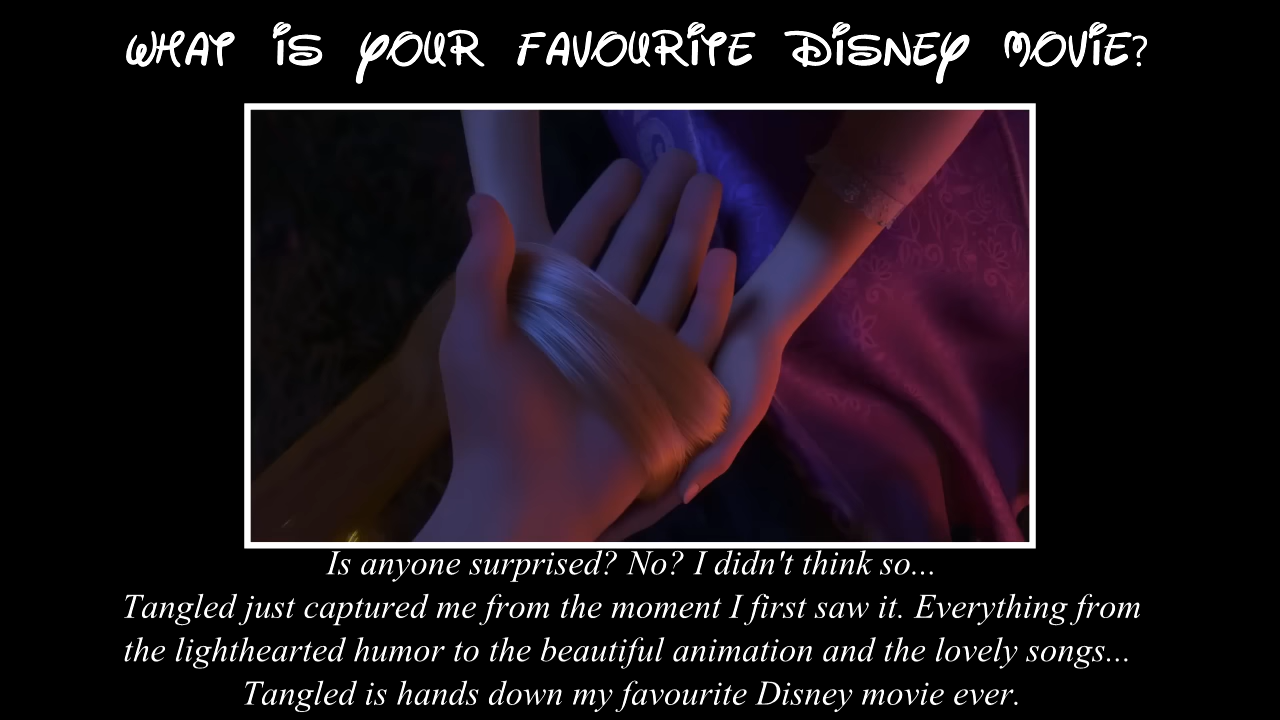 WHAT IS YOUR FAVOURITE DISNEY MOVIE?
Is anyone surprised? No? I didn't think so...
Tangled just captured me from the moment I first saw it. Everything from
the lighthearted humor to the beautiful animation and the lovely songs...
Tangled is hands down my favourite Disney movie ever.